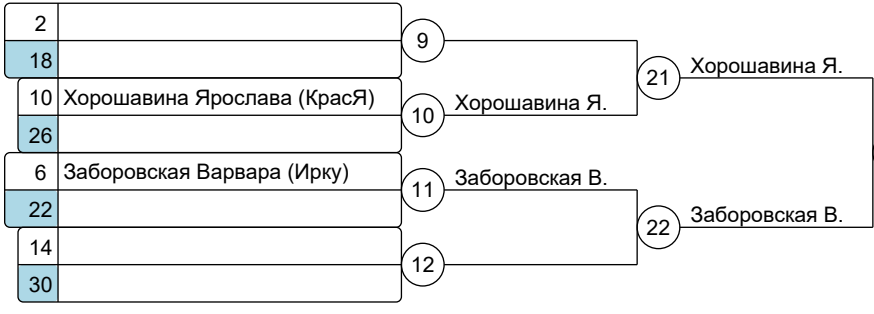 2
9
18
Хорошавина Я.
21
10 Хорошавина Ярослава (КрасЯ)
10
Хорошавина Я.
26
6 Заборовская Варвара (Ирку)
11
Заборовская В.
22
Заборовская В.
22
14
12
30